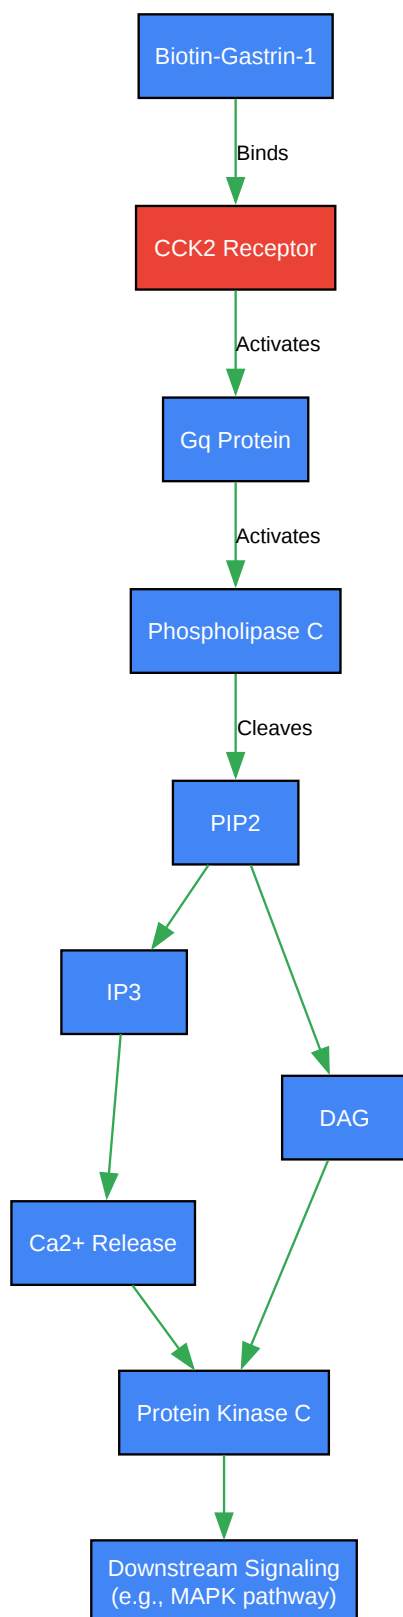 Biotin-Gastrin-1
Binds
CCK2 Receptor
Activates
Gq Protein
Activates
Phospholipase C
Cleaves
PIP2
IP3
DAG
Ca2+ Release
Protein Kinase C
Downstream Signaling
(e.g., MAPK pathway)